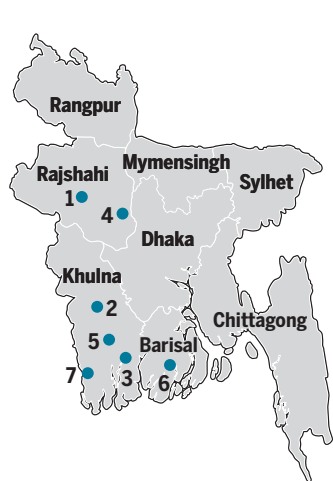 Rangpur
Mymensingh
Rajshahi
Sylhet
1
4
Dhaka
Khulna
2
Chittagong
5
Barisal
7
3
6